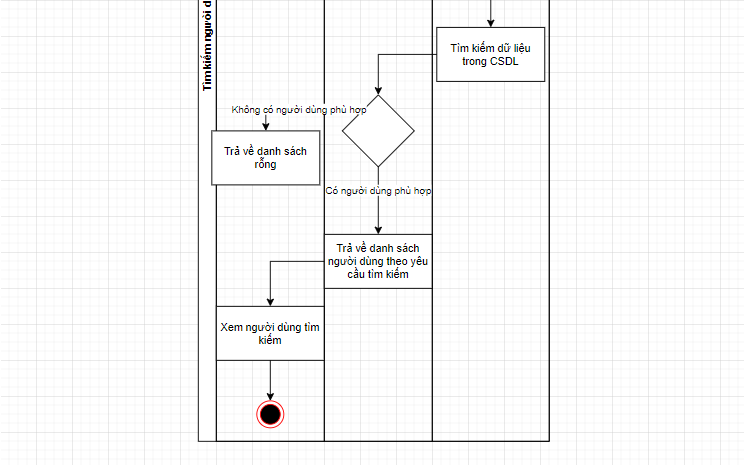 Tìm kiếm người d
Tìm kiếm dữ liệu
trong CSDL
Không có người dùng phù hợp
Trả về danh sách
rỗng
Có người dùng phù hợp
Trả về danh sách
người dùng theo yêu
cầu tìm kiếm
Xem người dùng tìm
kiếm